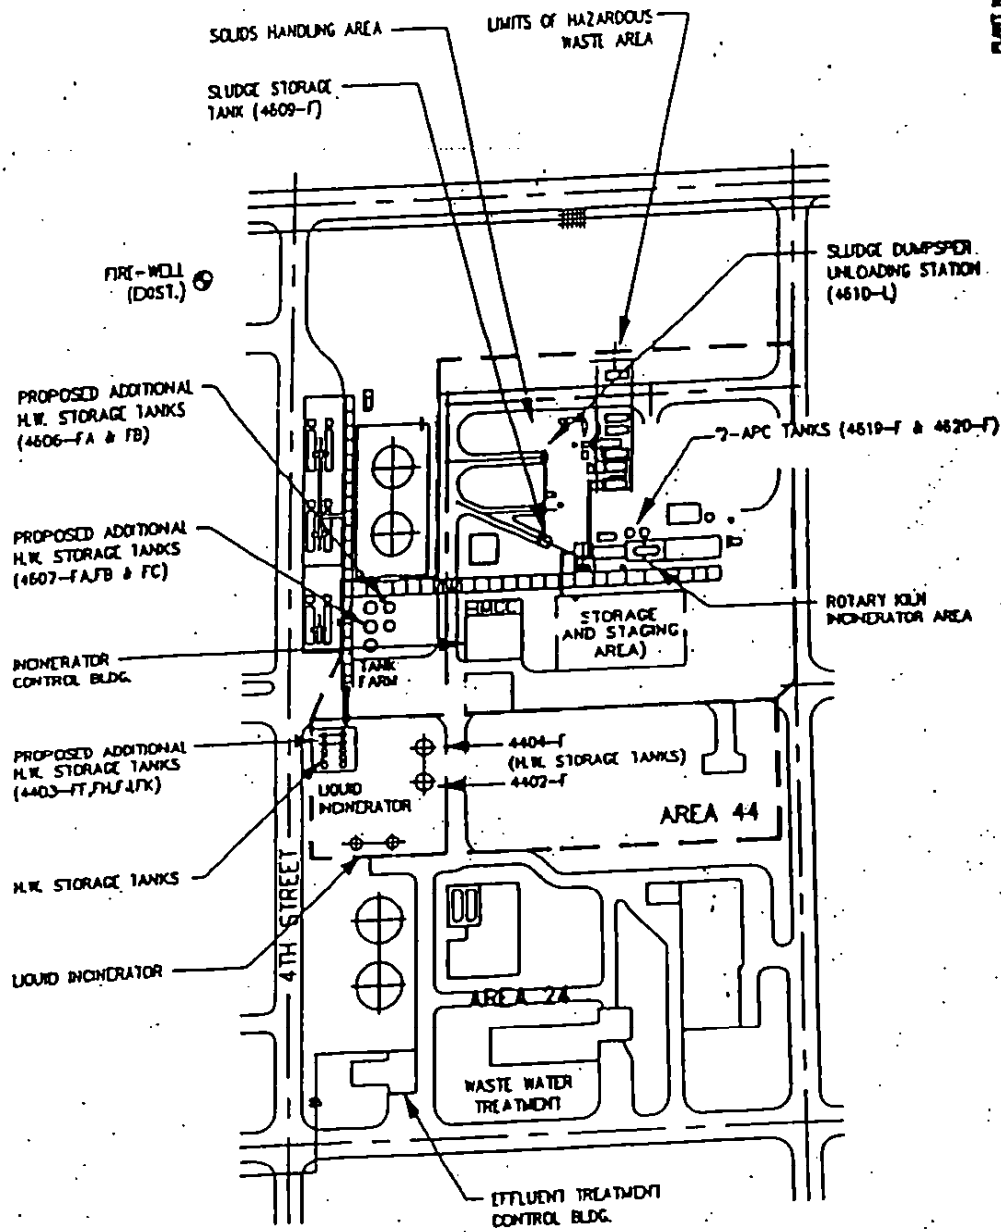 SOLIDS HANDLING AREA
LIMITS OF HAZARDOUS
WASTE AREA
SLUDGE STORAGE
TANK (4609-F)
FIRE-WELL
(EXIST.)
SLUDGE DUMPSPER
UNLOADING STATION
(4610-L)
PROPOSED ADDITIONAL
H.W. STORAGE TANKS
(4606-FA & FB)
2-APC TANKS (4619-F & 4620-F)
PROPOSED ADDITIONAL
H.W. STORAGE TANKS
(4607-FA,FB & FC)
MCC
STORAGE
AND STAGING
AREA)
ROTARY KILN
INCINERATOR AREA
INCINERATOR
CONTROL BLDG.
TANK
FARM
PROPOSED ADDITIONAL
H.W. STORAGE TANKS
4404-F
(H.W. STORAGE TANKS)
4402-F
LIQUID
INCINERATOR
AREA 44
H.W. STORAGE TANKS
4TH STREET
LIQUID INCINERATOR
AREA 24
WASTE WATER
TREATMENT
EFFLUENT TREATMENT
CONTROL BLDG.